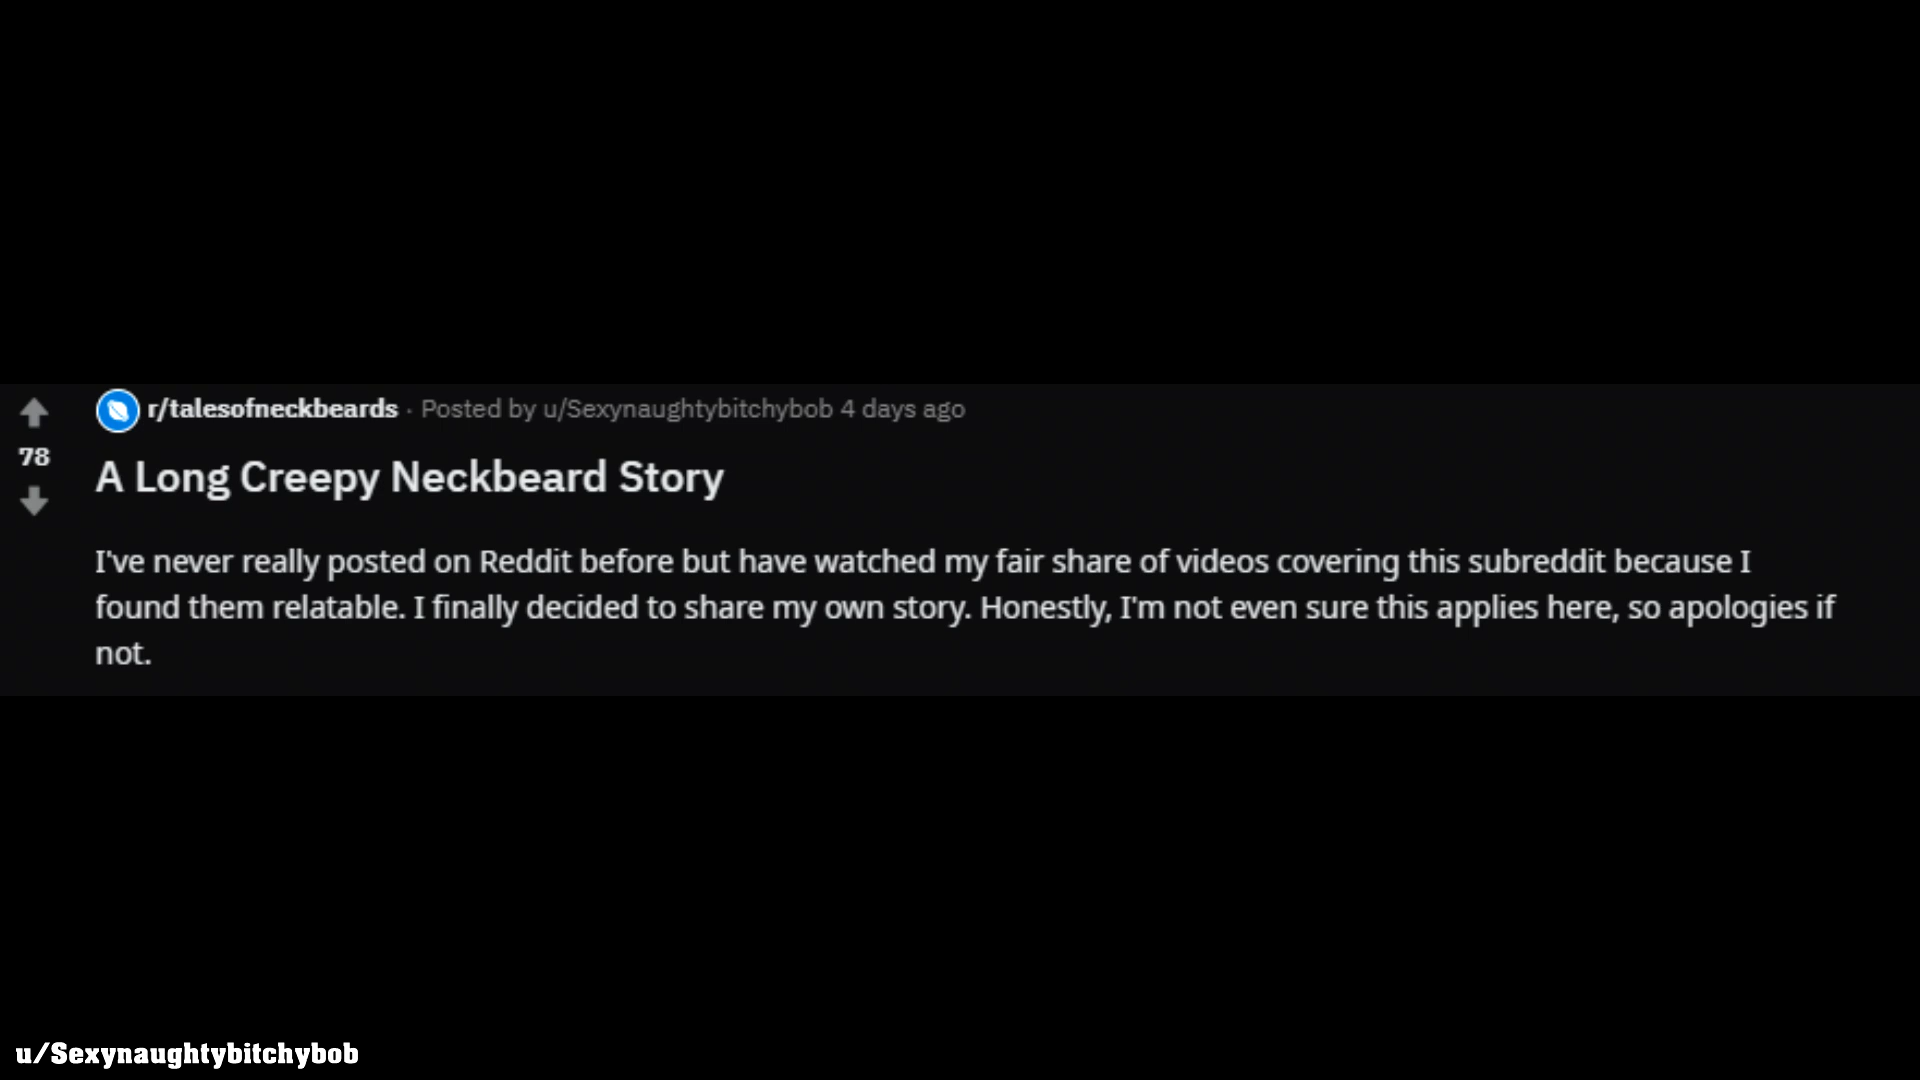 r/talesofneckbeards · Posted by u/Sexynaughtybitchybob 4 days ago
78
A Long Creepy Neckbeard Story
I've never really posted on Reddit before but have watched my fair share of videos covering this subreddit because I
found them relatable. I finally decided to share my own story. Honestly, I'm not even sure this applies here, so apologies if
not.
u/Sexynaughtybitchybob